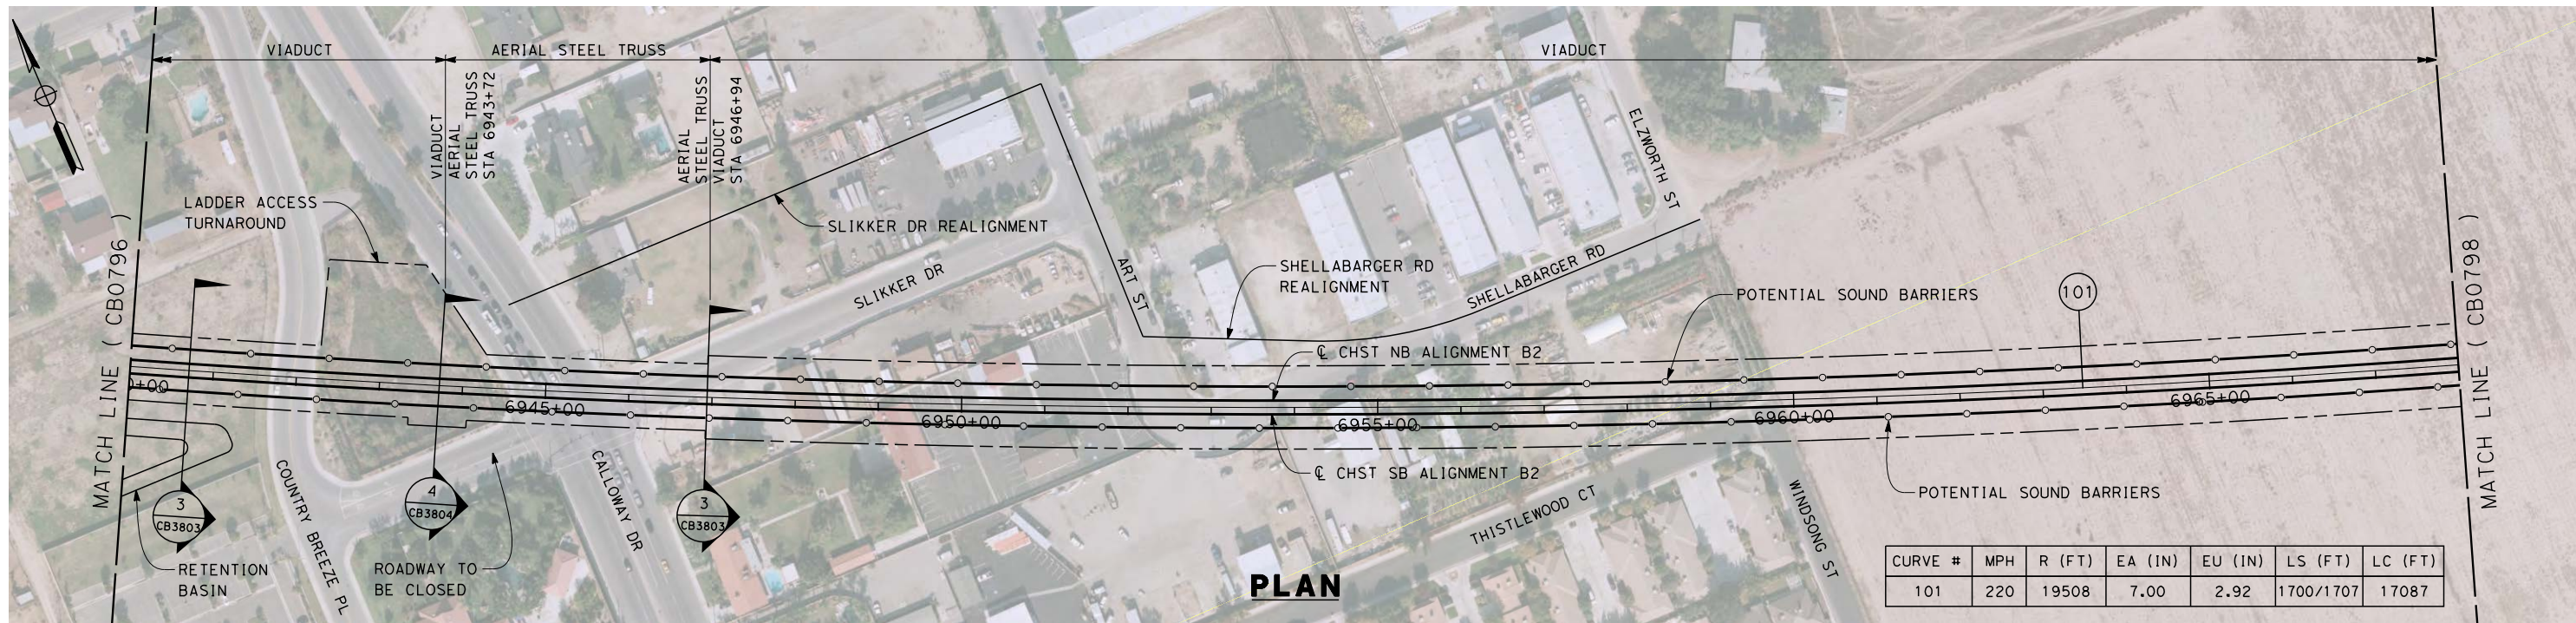 VIADUCT
AERIAL STEEL TRUSS
VIADUCT
VIADUCT
AERIAL
STEEL TRUSS
STA 6943+72
AERIAL
STEEL TRUSS
VIADUCT
STA 6946+94
LADDER ACCESS
TURNAROUND
SLIKKER DR REALIGNMENT
SLIKKER DR
ART ST
SHELLABARGER RD
REALIGNMENT
SHELLABARGER RD
ELZWORTH ST
POTENTIAL SOUND BARRIERS
101
MATCH LINE ( CB0796 )
MATCH LINE ( CB0798 )
℄ CHST NB ALIGNMENT B2
0+00
6945+00
6950+00
6955+00
6960+00
6965+00
℄ CHST SB ALIGNMENT B2
POTENTIAL SOUND BARRIERS
3
CB3803
4
CB3804
3
CB3803
COUNTRY BREEZE PL
CALLOWAY DR
THISTLEWOOD CT
WINDSONG ST
RETENTION
BASIN
ROADWAY TO
BE CLOSED
PLAN
CURVE # MPH R (FT) EA (IN) EU (IN) LS (FT) LC (FT)
101 220 19508 7.00 2.92 1700/1707 17087